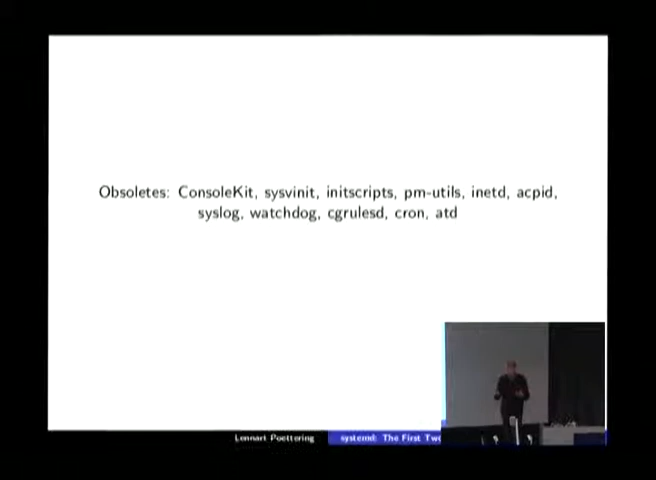 Obsoletes: ConsoleKit, sysvinit, initscripts, pm-utils, inetd, acpid,
syslog, watchdog, cgrulesd, cron, atd
Lennart Poettering systemd: The First Two